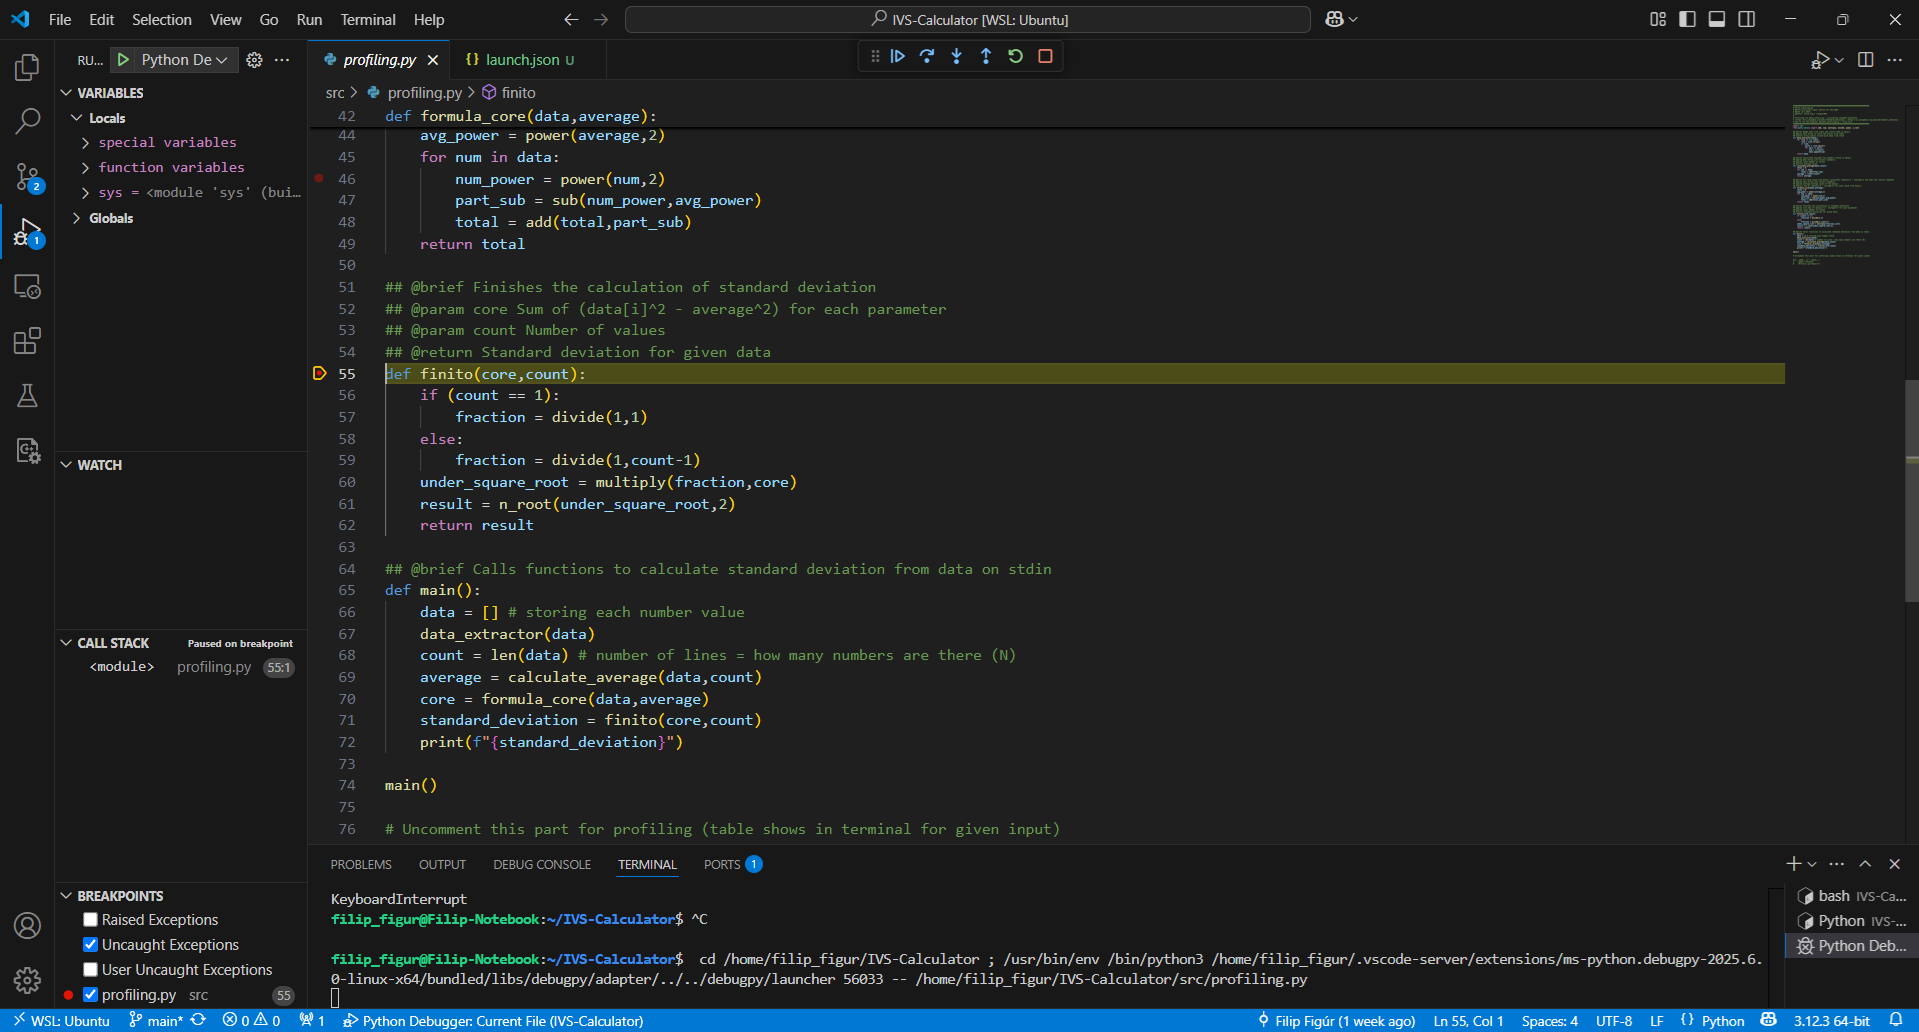 File Edit Selection View Go Run Terminal Help
IVS-Calculator [WSL: Ubuntu]
RU... Python De
profiling.py
launch.json U
src > profiling.py > finito
VARIABLES
Locals
special variables
function variables
sys = <module 'sys' (bui...
Globals
WATCH
CALL STACK Paused on breakpoint
<module> profiling.py 55:1
BREAKPOINTS
Raised Exceptions
Uncaught Exceptions
User Uncaught Exceptions
profiling.py src 55
2
1
42 def formula_core(data,average):
44 avg_power = power(average,2)
45 for num in data:
46 num_power = power(num,2)
47 part_sub = sub(num_power,avg_power)
48 total = add(total,part_sub)
49 return total
50
51 ## @brief Finishes the calculation of standard deviation
52 ## @param core Sum of (data[i]^2 - average^2) for each parameter
53 ## @param count Number of values
54 ## @return Standard deviation for given data
55 def finito(core,count):
56 if (count == 1):
57 fraction = divide(1,1)
58 else:
59 fraction = divide(1,count-1)
60 under_square_root = multiply(fraction,core)
61 result = n_root(under_square_root,2)
62 return result
63
64 ## @brief Calls functions to calculate standard deviation from data on stdin
65 def main():
66 data = [] # storing each number value
67 data_extractor(data)
68 count = len(data) # number of lines = how many numbers are there (N)
69 average = calculate_average(data,count)
70 core = formula_core(data,average)
71 standard_deviation = finito(core,count)
72 print(f"{standard_deviation}")
73
74 main()
75
76 # Uncomment this part for profiling (table shows in terminal for given input)
PROBLEMS OUTPUT DEBUG CONSOLE TERMINAL PORTS 1
KeyboardInterrupt
filip_figur@Filip-Notebook:~/IVS-Calculator$ ^C
filip_figur@Filip-Notebook:~/IVS-Calculator$ cd /home/filip_figur/IVS-Calculator ; /usr/bin/env /bin/python3 /home/filip_figur/.vscode-server/extensions/ms-python.debugpy-2025.6.
0-linux-x64/bundled/libs/debugpy/adapter/../../debugpy/launcher 56033 -- /home/filip_figur/IVS-Calculator/src/profiling.py
bash IVS-Ca...
Python IVS-...
Python Deb...
WSL: Ubuntu main* 0 0 1 Python Debugger: Current File (IVS-Calculator) Filip Figúr (1 week ago) Ln 55, Col 1 Spaces: 4 UTF-8 LF {} Python 3.12.3 64-bit